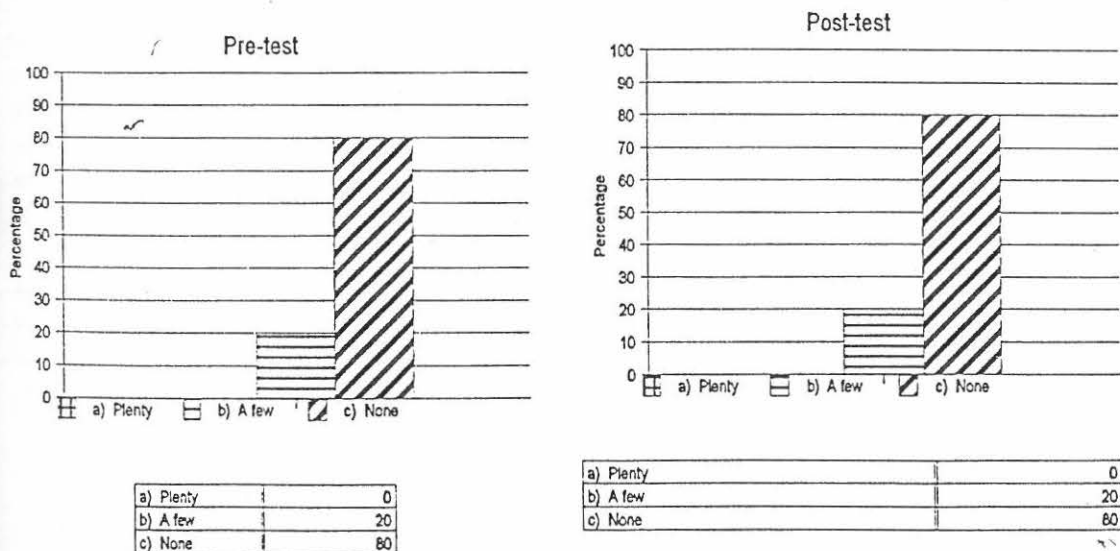 Pre-test
Percentage
100
90
80
70
60
50
40
30
20
10
0
a) Plenty b) A few c) None
a) Plenty 0
b) A few 20
c) None 80
Post-test
Percentage
100
90
80
70
60
50
40
30
20
10
0
a) Plenty b) A few c) None
a) Plenty 0
b) A few 20
c) None 80